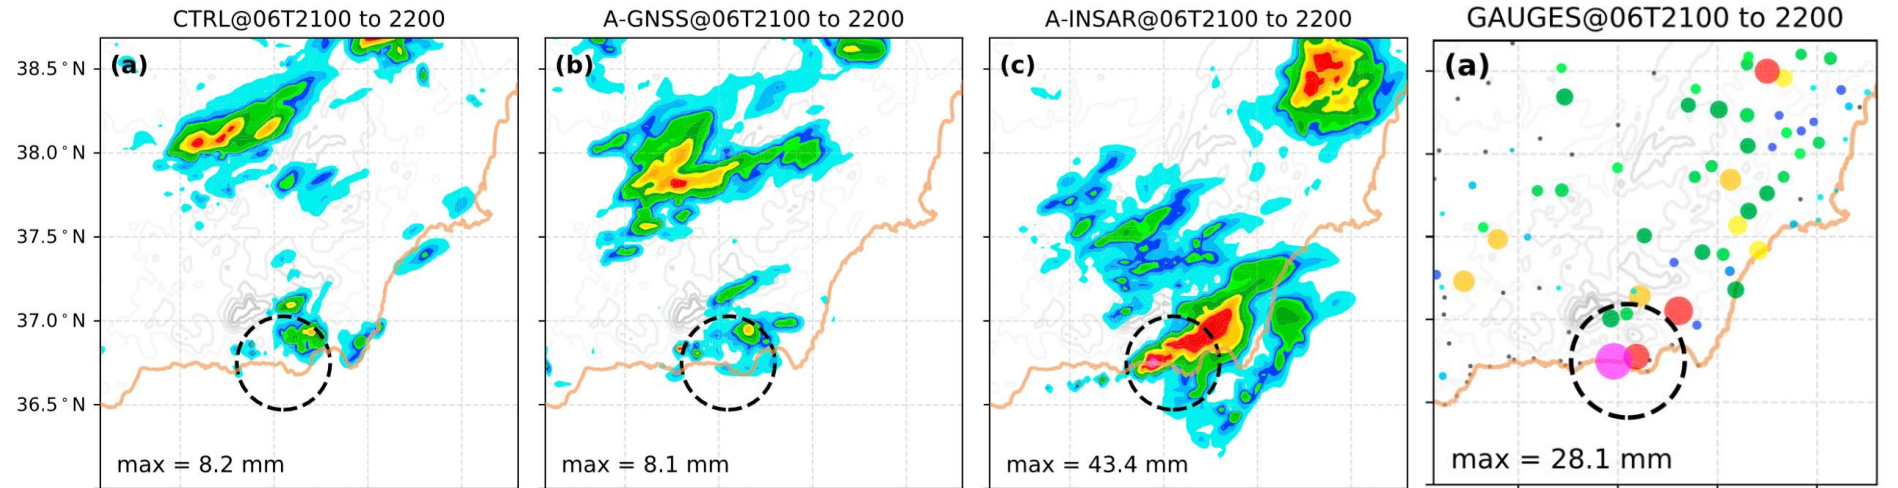 CTRL@06T2100 to 2200
A-GNSS@06T2100 to 2200
A-INSAR@06T2100 to 2200
GAUGES@06T2100 to 2200
(a)
(b)
(c)
(a)
38.5°N
38.0°N
37.5°N
37.0°N
36.5°N
max = 8.2 mm
max = 8.1 mm
max = 43.4 mm
max = 28.1 mm